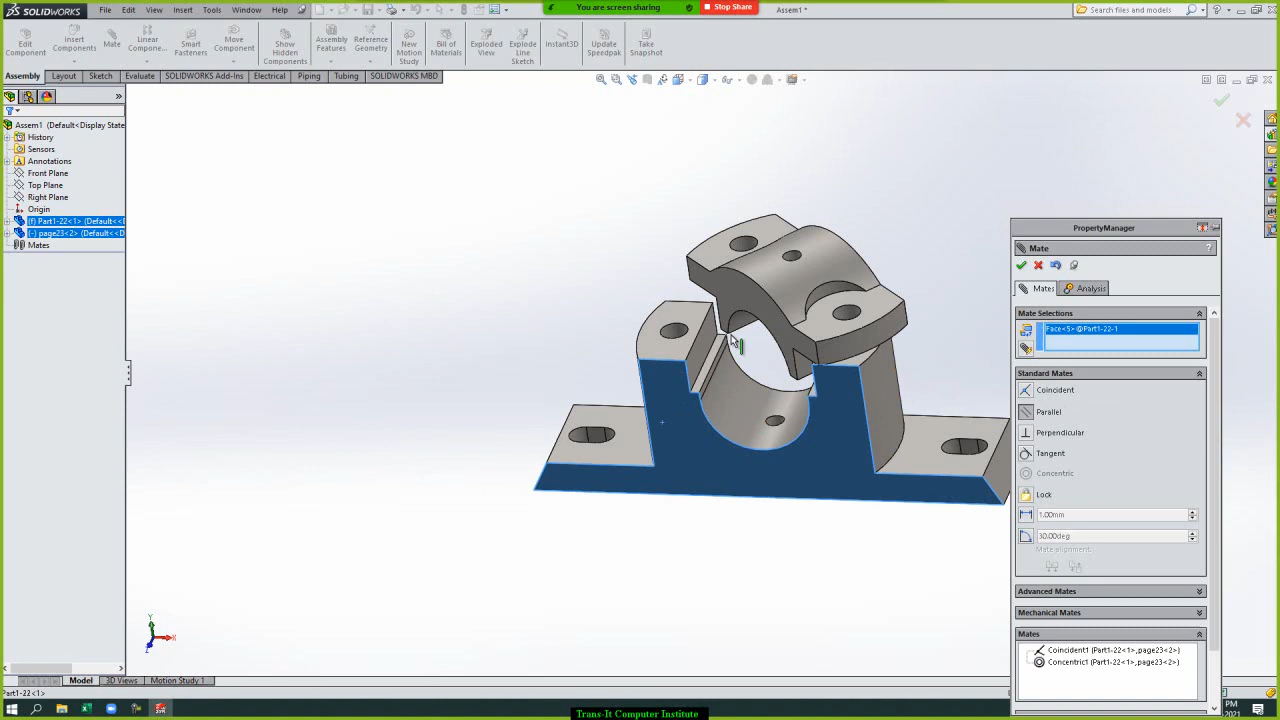 SOLIDWORKS File Edit View Insert Tools Window Help
You are screen sharing Stop Share
Assem1 *
Search files and models
Edit Component
Insert Components
Mate
Linear Compone...
Smart Fasteners
Move Component
Show Hidden Components
Assembly Features
Reference Geometry
New Motion Study
Bill of Materials
Exploded View
Explode Line Sketch
Instant3D
Update Speedpak
Take Snapshot
Assembly Layout Sketch Evaluate SOLIDWORKS Add-Ins Electrical Piping Tubing SOLIDWORKS MBD
Assem1 (Default<Display State
History
Sensors
Annotations
Front Plane
Top Plane
Right Plane
Origin
(f) Part1-22<1> (Default<<D
(-) page23<2> (Default<<D
Mates
PropertyManager
Mate
Mates Analysis
Mate Selections
Face<5>@Part1-22-1
Standard Mates
Coincident
Parallel
Perpendicular
Tangent
Concentric
Lock
1.00mm
30.00deg
Mate alignment:
Advanced Mates
Mechanical Mates
Mates
Coincident1 (Part1-22<1>,page23<2>)
Concentric1 (Part1-22<1>,page23<2>)
Y
X
Z
Model 3D Views Motion Study 1
Part1-22<1>
PM
2021
Trans-It Computer Institute